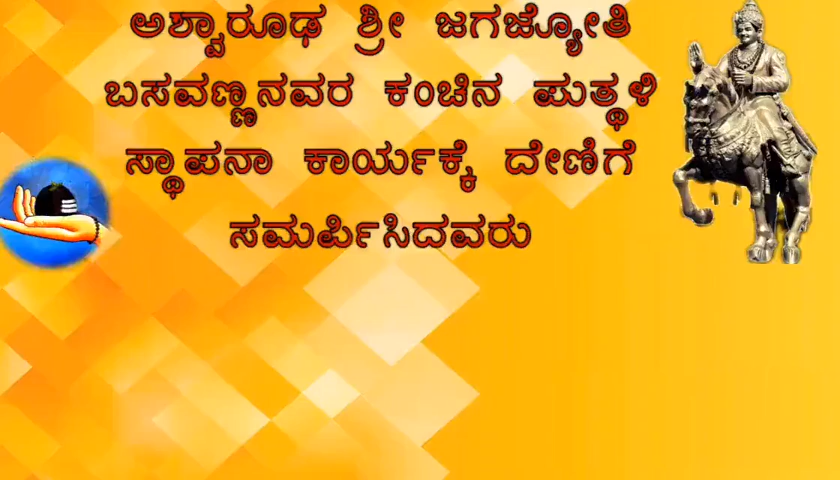 ಅಶ್ವಾರೂಢ ಶ್ರೀ ಜಗಜ್ಯೋತಿ
ಬಸವಣ್ಣನವರ ಕಂಚಿನ ಪುತ್ಥಳಿ
ಸ್ಥಾಪನಾ ಕಾರ್ಯಕ್ಕೆ ದೇಣಿಗೆ
ಸಮರ್ಪಿಸಿದವರು